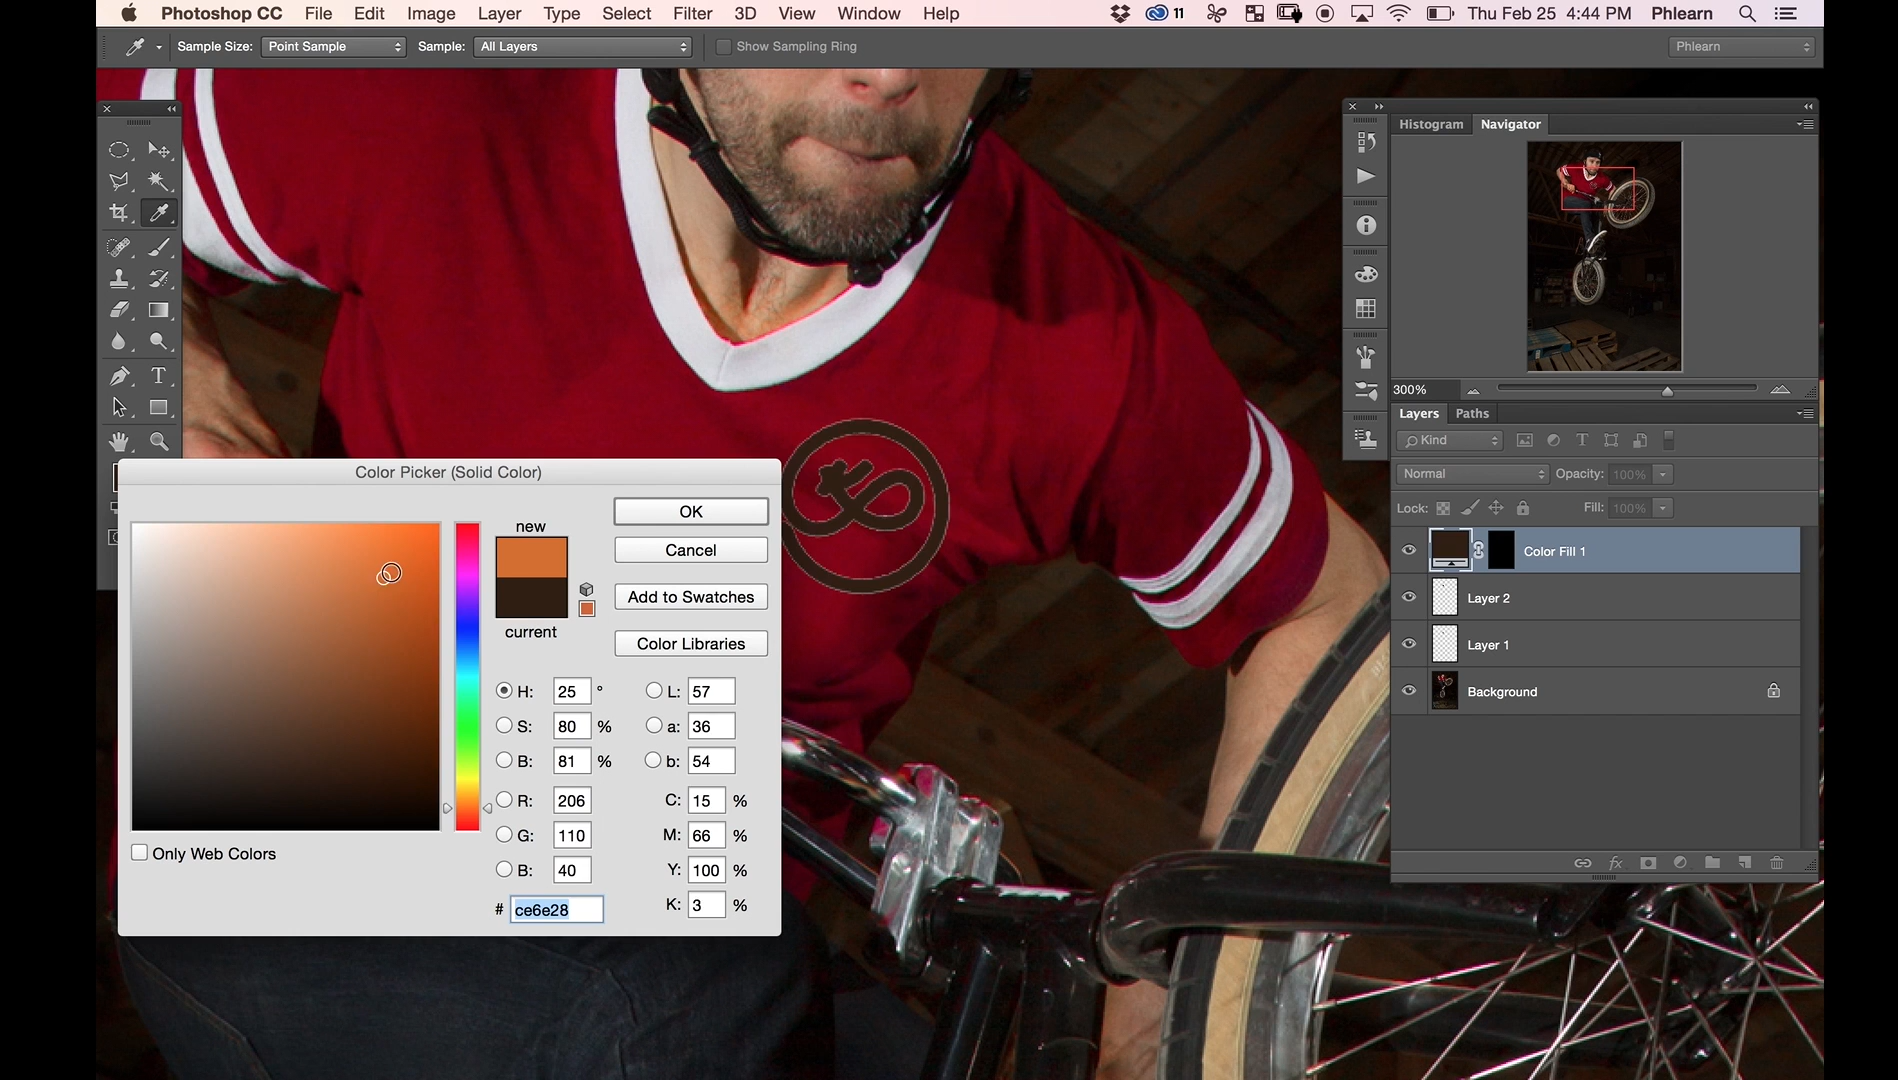 Photoshop CC File Edit Image Layer Type Select Filter 3D View Window Help 11 Thu Feb 25 4:44 PM Phlearn
Sample Size: Point Sample Sample: All Layers Show Sampling Ring Phlearn
Histogram Navigator
300%
Layers Paths
Kind
Normal Opacity: 100%
Lock: Fill: 100%
Color Fill 1
Layer 2
Layer 1
Background
Color Picker (Solid Color)
new
current
OK
Cancel
Add to Swatches
Color Libraries
H: 25 ° L: 57
S: 80 % a: 36
B: 81 % b: 54
R: 206 C: 15 %
G: 110 M: 66 %
B: 40 Y: 100 %
# ce6e28 K: 3 %
Only Web Colors